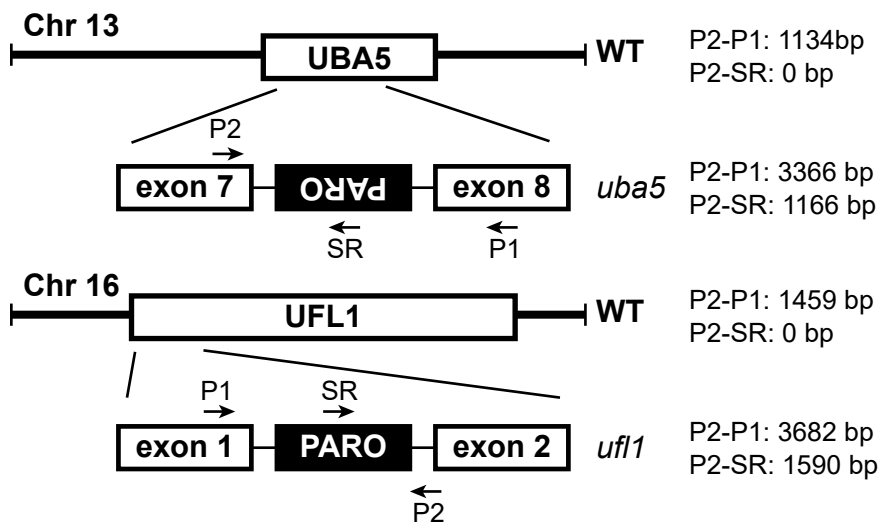 Chr 13
UBA5
WT
P2-P1: 1134bp
P2-SR: 0 bp
P2
exon 7
PARO
exon 8
uba5
P2-P1: 3366 bp
P2-SR: 1166 bp
SR
P1
Chr 16
UFL1
WT
P2-P1: 1459 bp
P2-SR: 0 bp
P1
SR
exon 1
PARO
exon 2
ufl1
P2-P1: 3682 bp
P2-SR: 1590 bp
P2